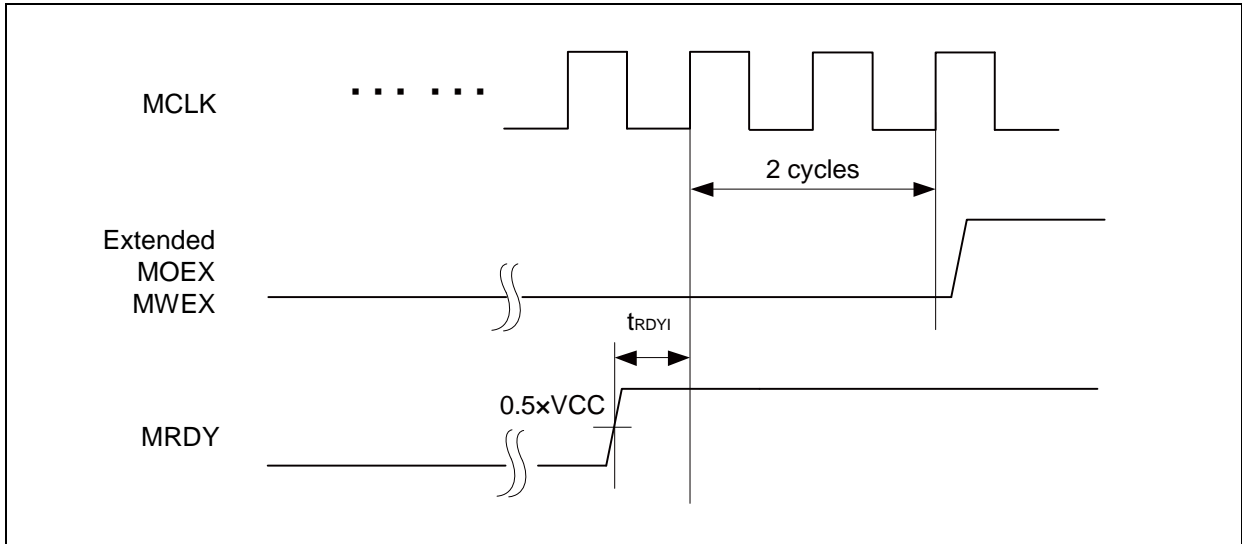 MCLK
... ...
2 cycles
Extended
MOEX
MWEX
tRDYI
0.5×VCC
MRDY